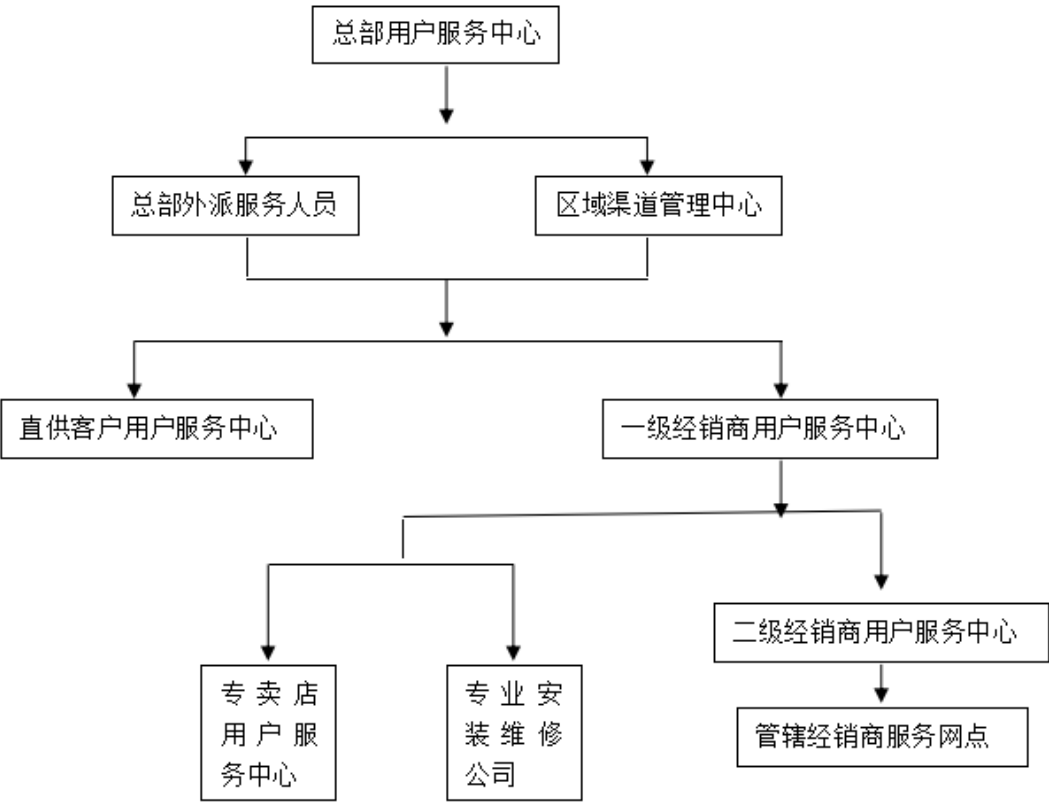 总部用户服务中心
总部外派服务人员
区域渠道管理中心
直供客户用户服务中心
一级经销商用户服务中心
二级经销商用户服务中心
专卖店
用户服
务中心
专业安
装维修
公司
管辖经销商服务网点